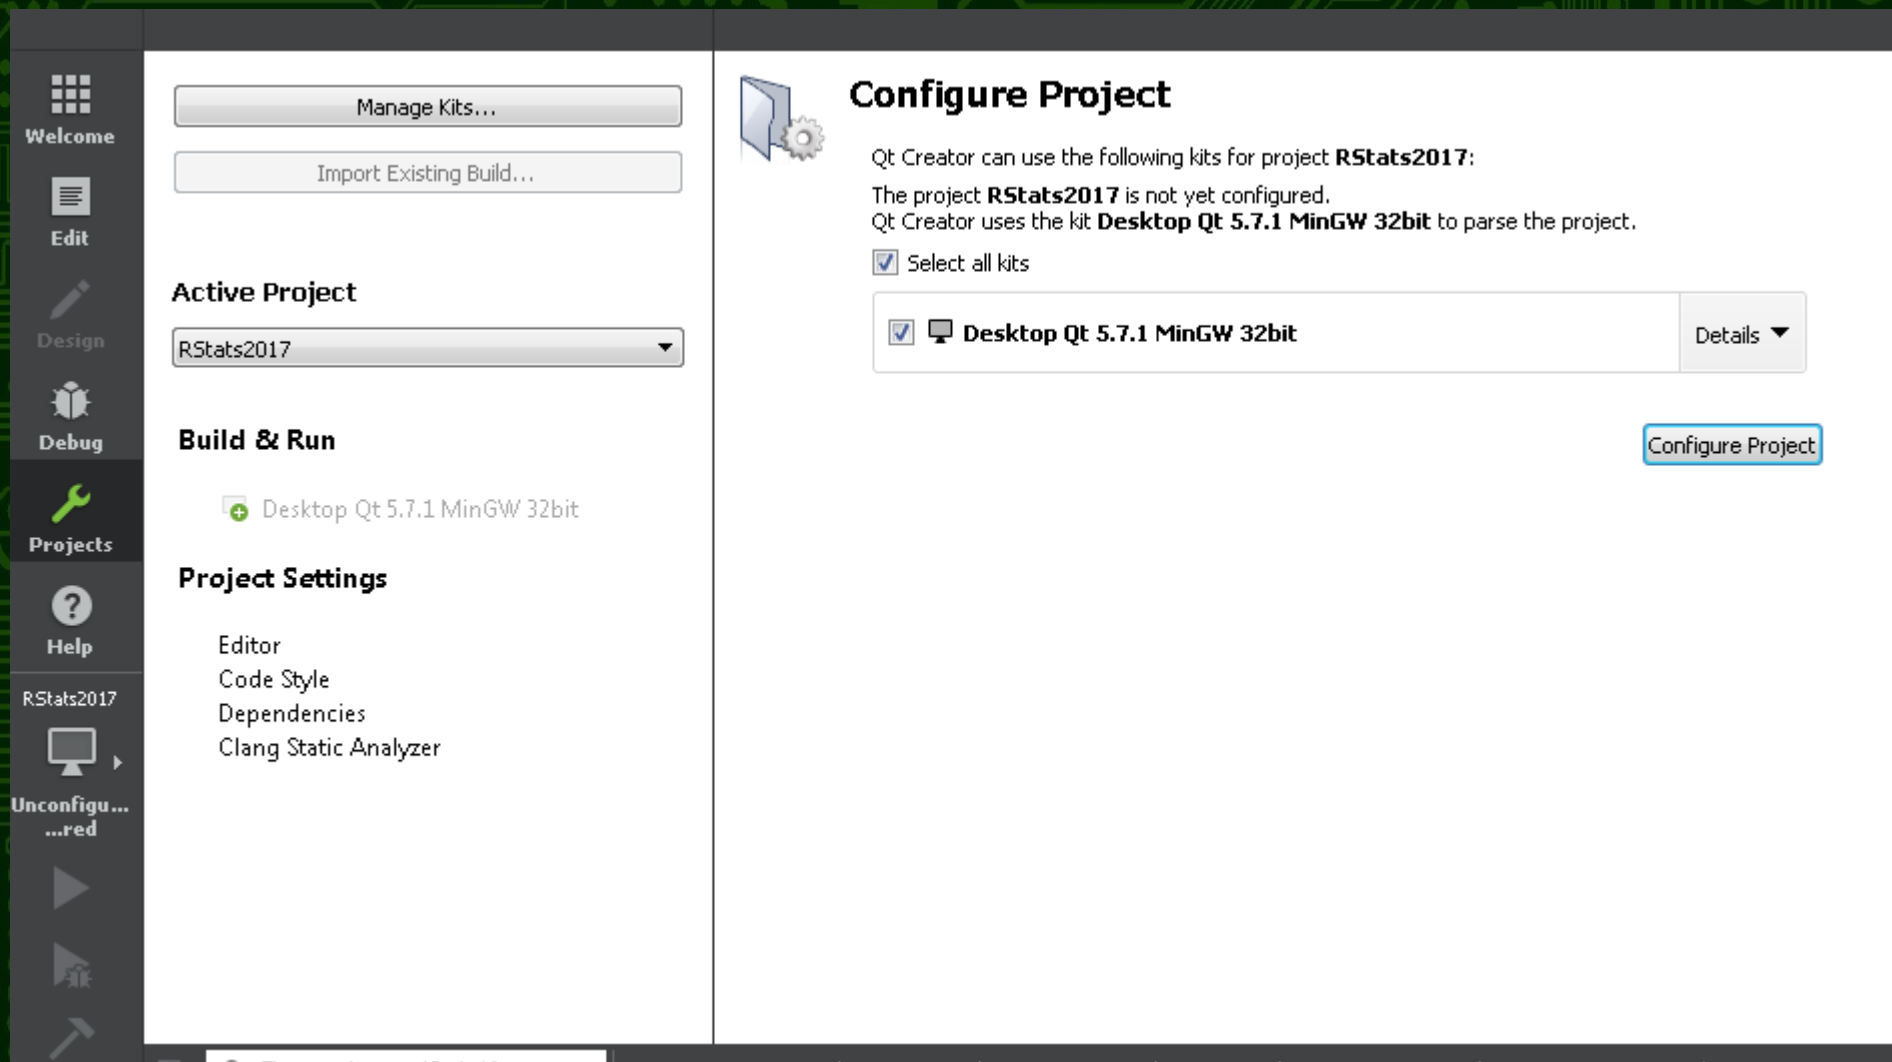 Welcome
Edit
Design
Debug
Projects
Help
RStats2017
Unconfigu...
...red
Manage Kits...
Import Existing Build...
Active Project
RStats2017
Build & Run
Desktop Qt 5.7.1 MinGW 32bit
Project Settings
Editor
Code Style
Dependencies
Clang Static Analyzer
Configure Project
Qt Creator can use the following kits for project RStats2017:
The project RStats2017 is not yet configured.
Qt Creator uses the kit Desktop Qt 5.7.1 MinGW 32bit to parse the project.
Select all kits
Desktop Qt 5.7.1 MinGW 32bit
Details
Configure Project